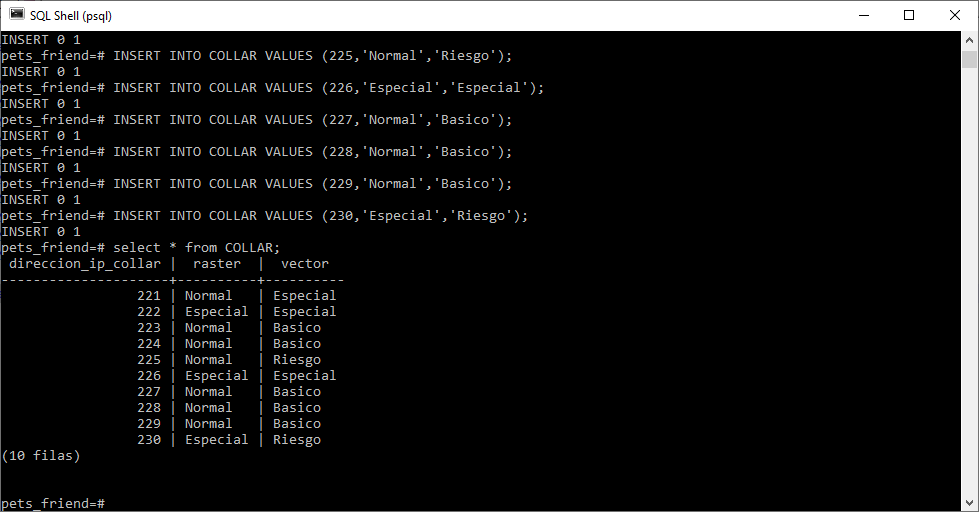 SQL Shell (psql)
INSERT 0 1
pets_friend=# INSERT INTO COLLAR VALUES (225,'Normal','Riesgo');
INSERT 0 1
pets_friend=# INSERT INTO COLLAR VALUES (226,'Especial','Especial');
INSERT 0 1
pets_friend=# INSERT INTO COLLAR VALUES (227,'Normal','Basico');
INSERT 0 1
pets_friend=# INSERT INTO COLLAR VALUES (228,'Normal','Basico');
INSERT 0 1
pets_friend=# INSERT INTO COLLAR VALUES (229,'Normal','Basico');
INSERT 0 1
pets_friend=# INSERT INTO COLLAR VALUES (230,'Especial','Riesgo');
INSERT 0 1
pets_friend=# select * from COLLAR;
 direccion_ip_collar |  raster  |  vector
---------------------+----------+----------
                 221 | Normal   | Especial
                 222 | Especial | Especial
                 223 | Normal   | Basico
                 224 | Normal   | Basico
                 225 | Normal   | Riesgo
                 226 | Especial | Especial
                 227 | Normal   | Basico
                 228 | Normal   | Basico
                 229 | Normal   | Basico
                 230 | Especial | Riesgo
(10 filas)
pets_friend=#